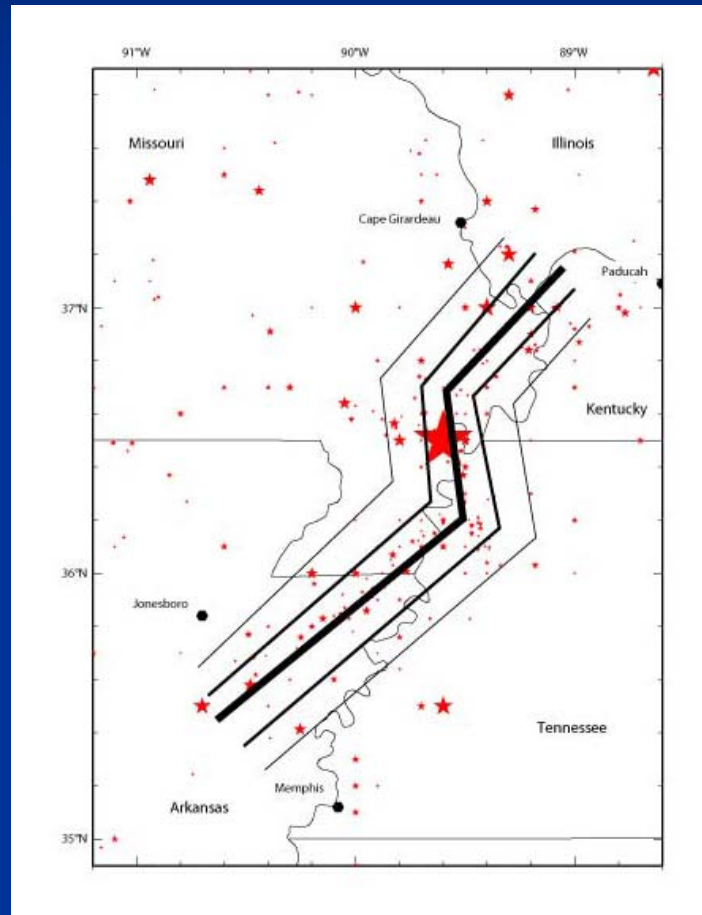 91°W 90°W 89°W
Missouri Illinois
Cape Girardeau
Paducah
37°N
Kentucky
36°N
Jonesboro
Tennessee
Memphis
Arkansas
35°N